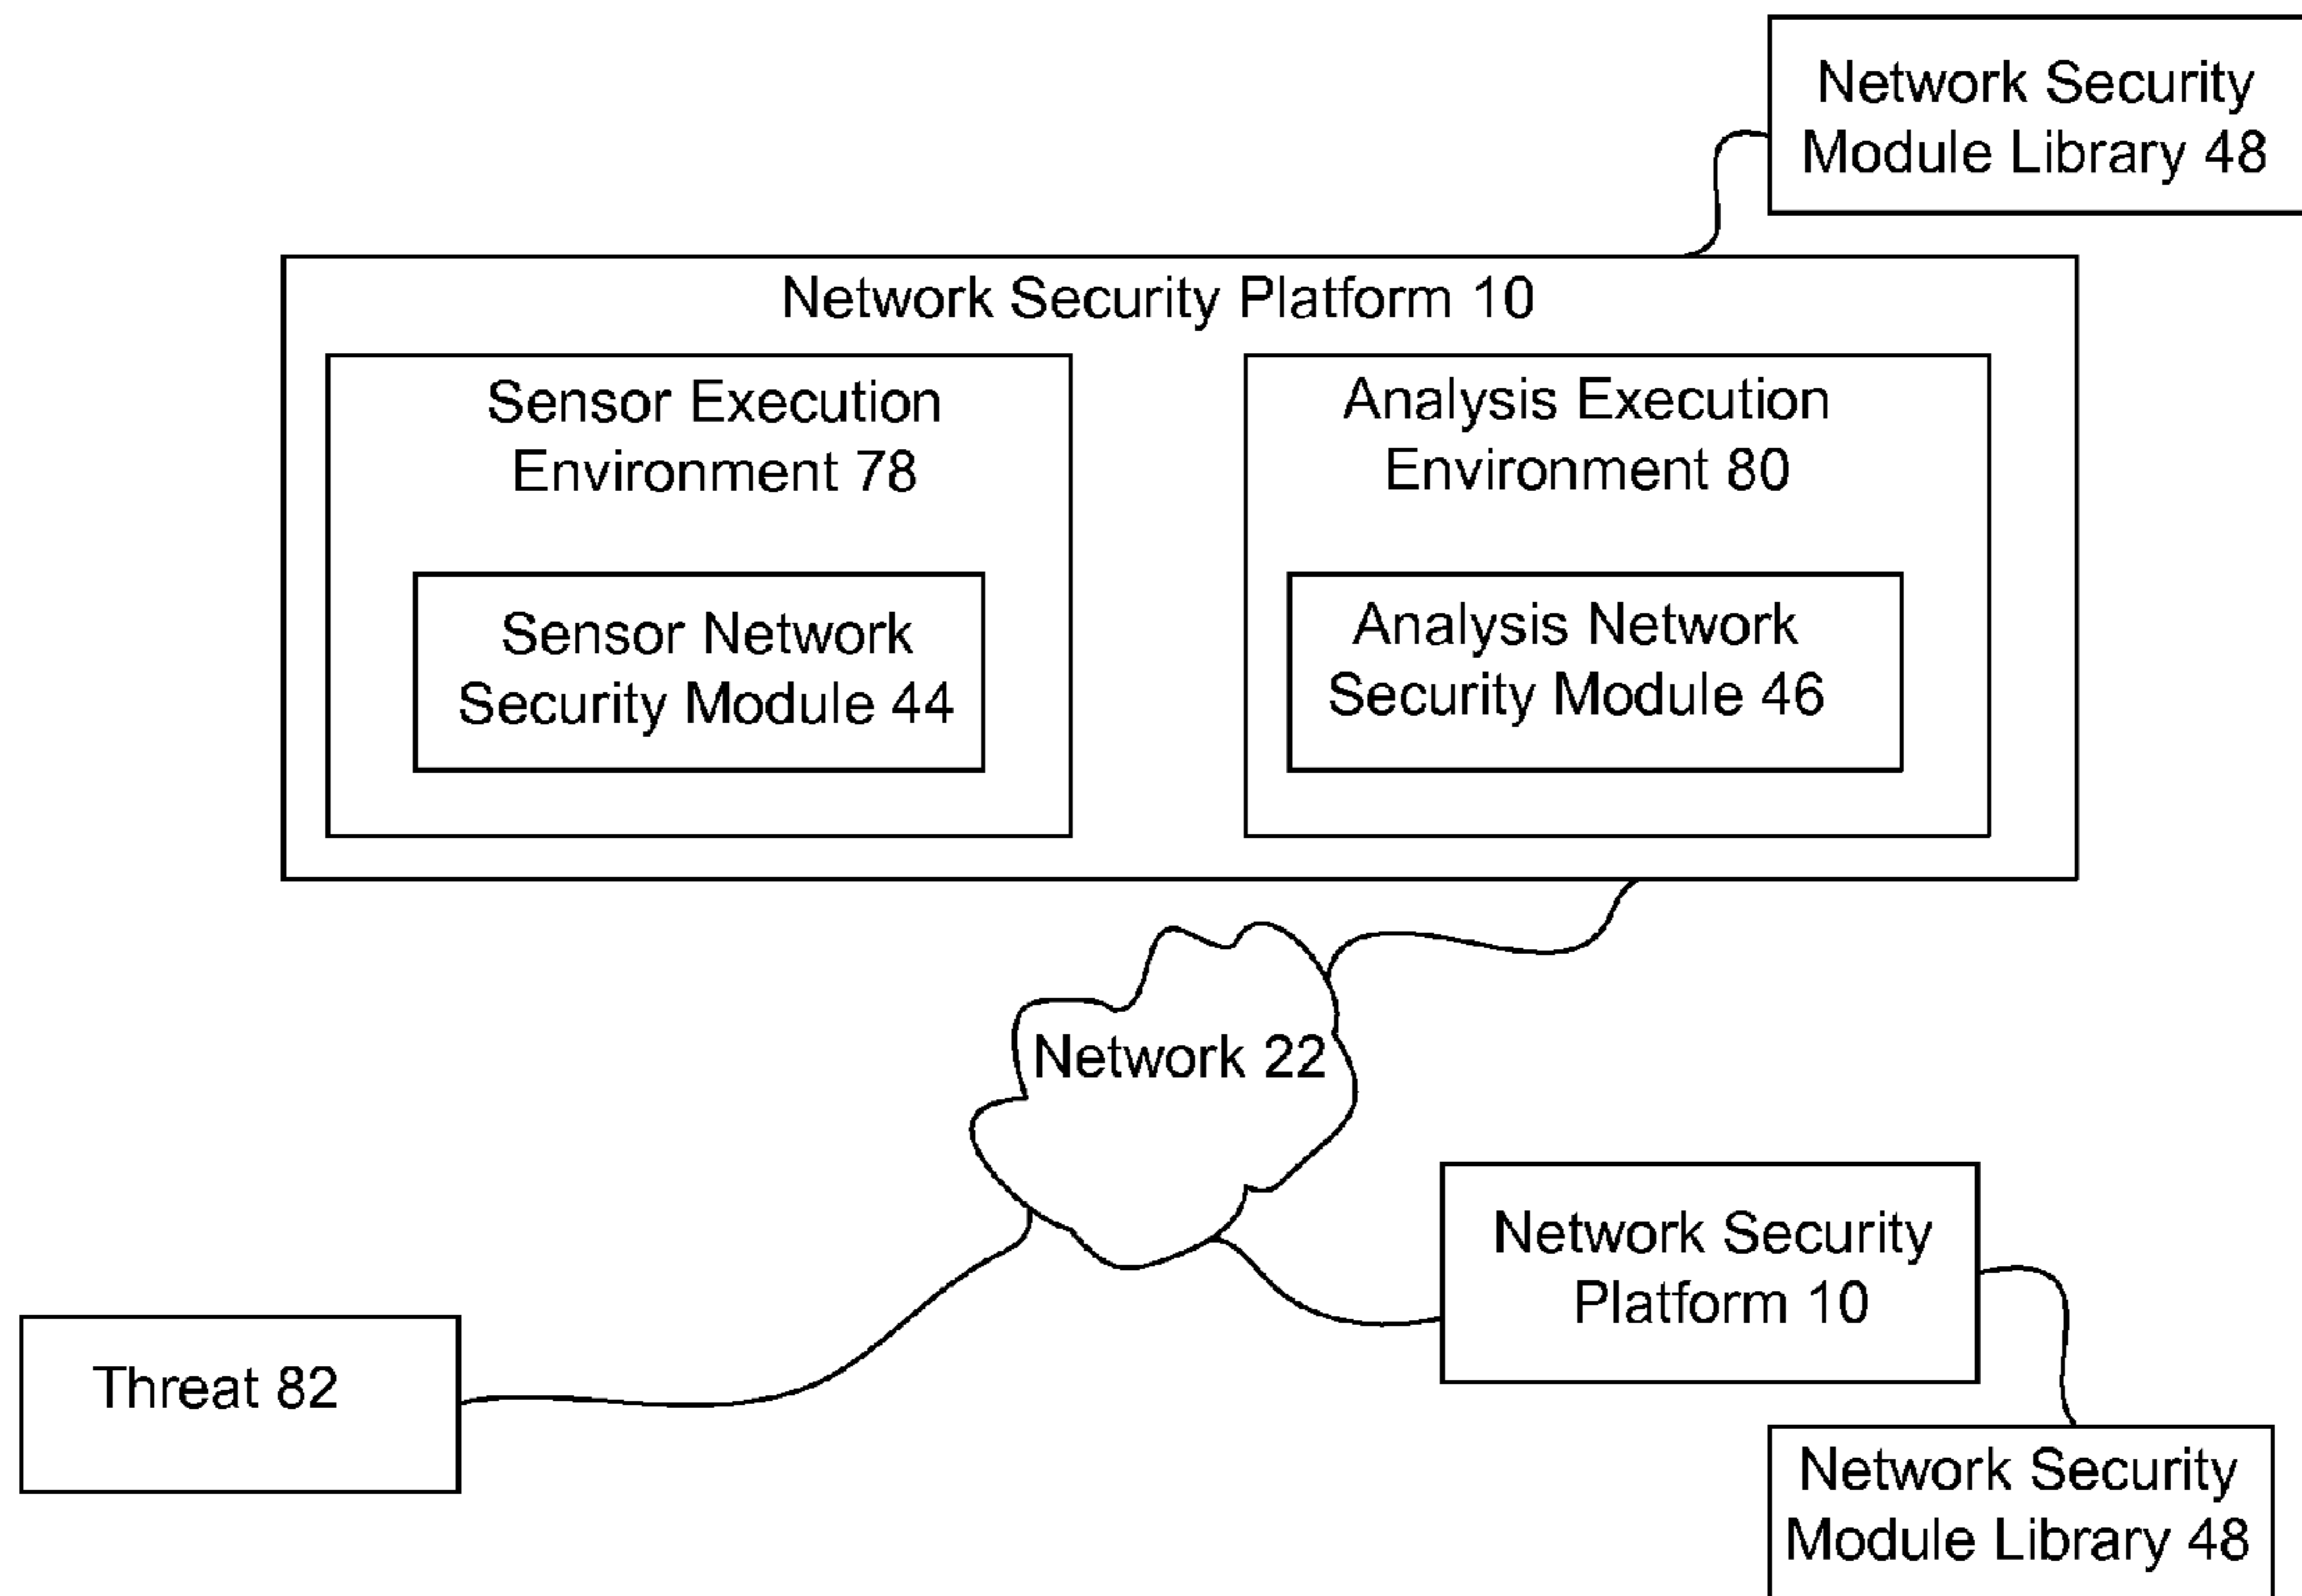 Network Security
Module Library 48
Network Security Platform 10
Sensor Execution
Environment 78
Analysis Execution
Environment 80
Sensor Network
Security Module 44
Analysis Network
Security Module 46
Network 22
Network Security
Platform 10
Threat 82
Network Security
Module Library 48